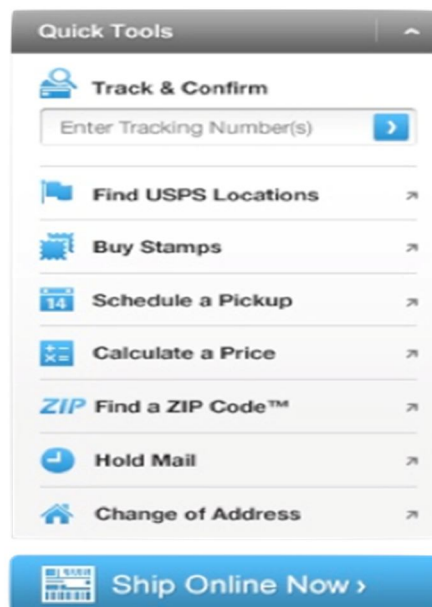 Quick Tools
Track & Confirm
Enter Tracking Number(s)
Find USPS Locations
Buy Stamps
14 Schedule a Pickup
Calculate a Price
ZIP Find a ZIP Code™
Hold Mail
Change of Address
Ship Online Now ›